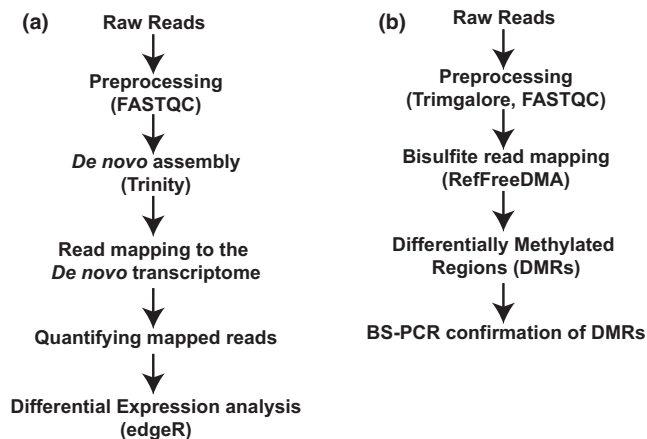 (a)
Raw Reads
Preprocessing
(FASTQC)
De novo assembly
(Trinity)
Read mapping to the
De novo transcriptome
Quantifying mapped reads
Differential Expression analysis
(edgeR)
(b)
Raw Reads
Preprocessing
(Trimgalore, FASTQC)
Bisulfite read mapping
(RefFreeDMA)
Differentially Methylated
Regions (DMRs)
BS-PCR confirmation of DMRs